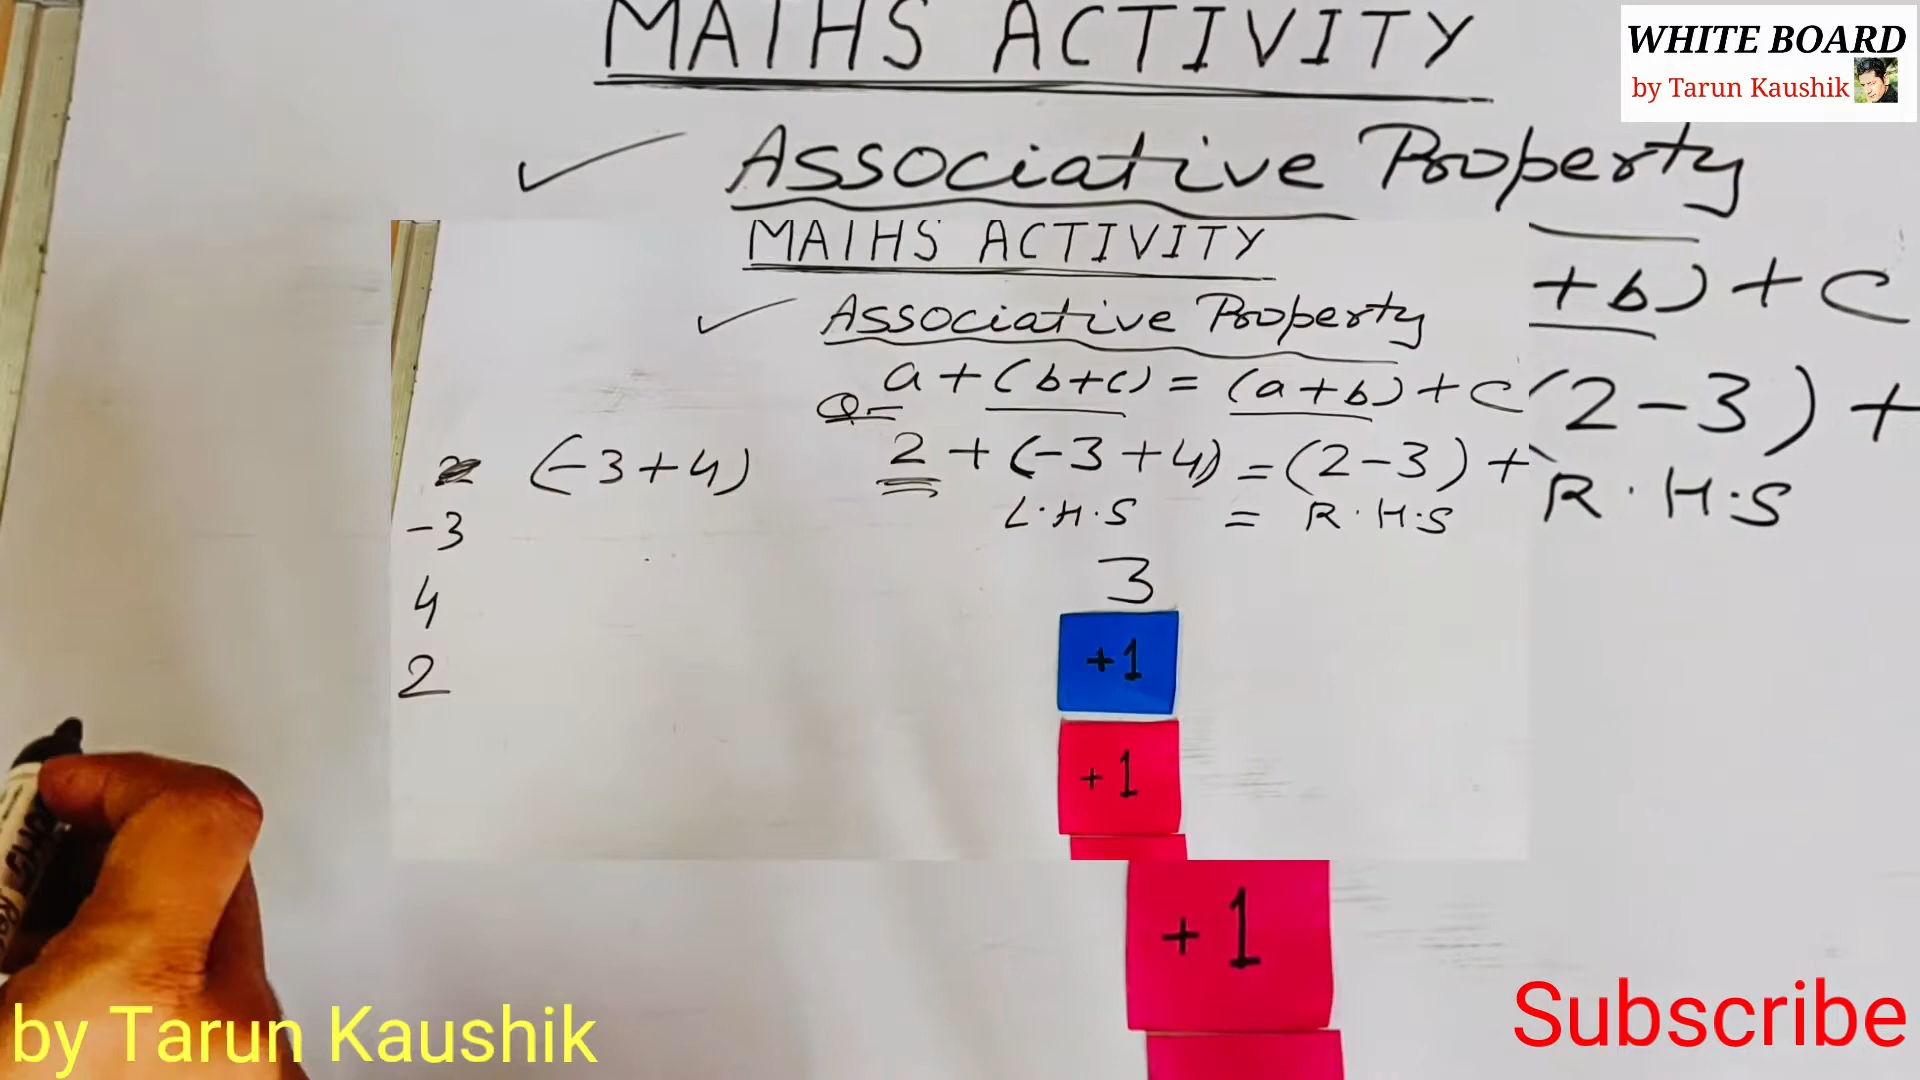 MATHS ACTIVITY
WHITE BOARD
by Tarun Kaushik
Associative Property
MATHS ACTIVITY
+b) + C
Associative Property
a + (b+c) = (a+b) + C
(2-3) +
Q=
(-3+4)
2 + (-3+4) = (2-3) +
R.H.S
-3
L.H.S = R.H.S
3
4
+1
2
+1
+1
by Tarun Kaushik
Subscribe